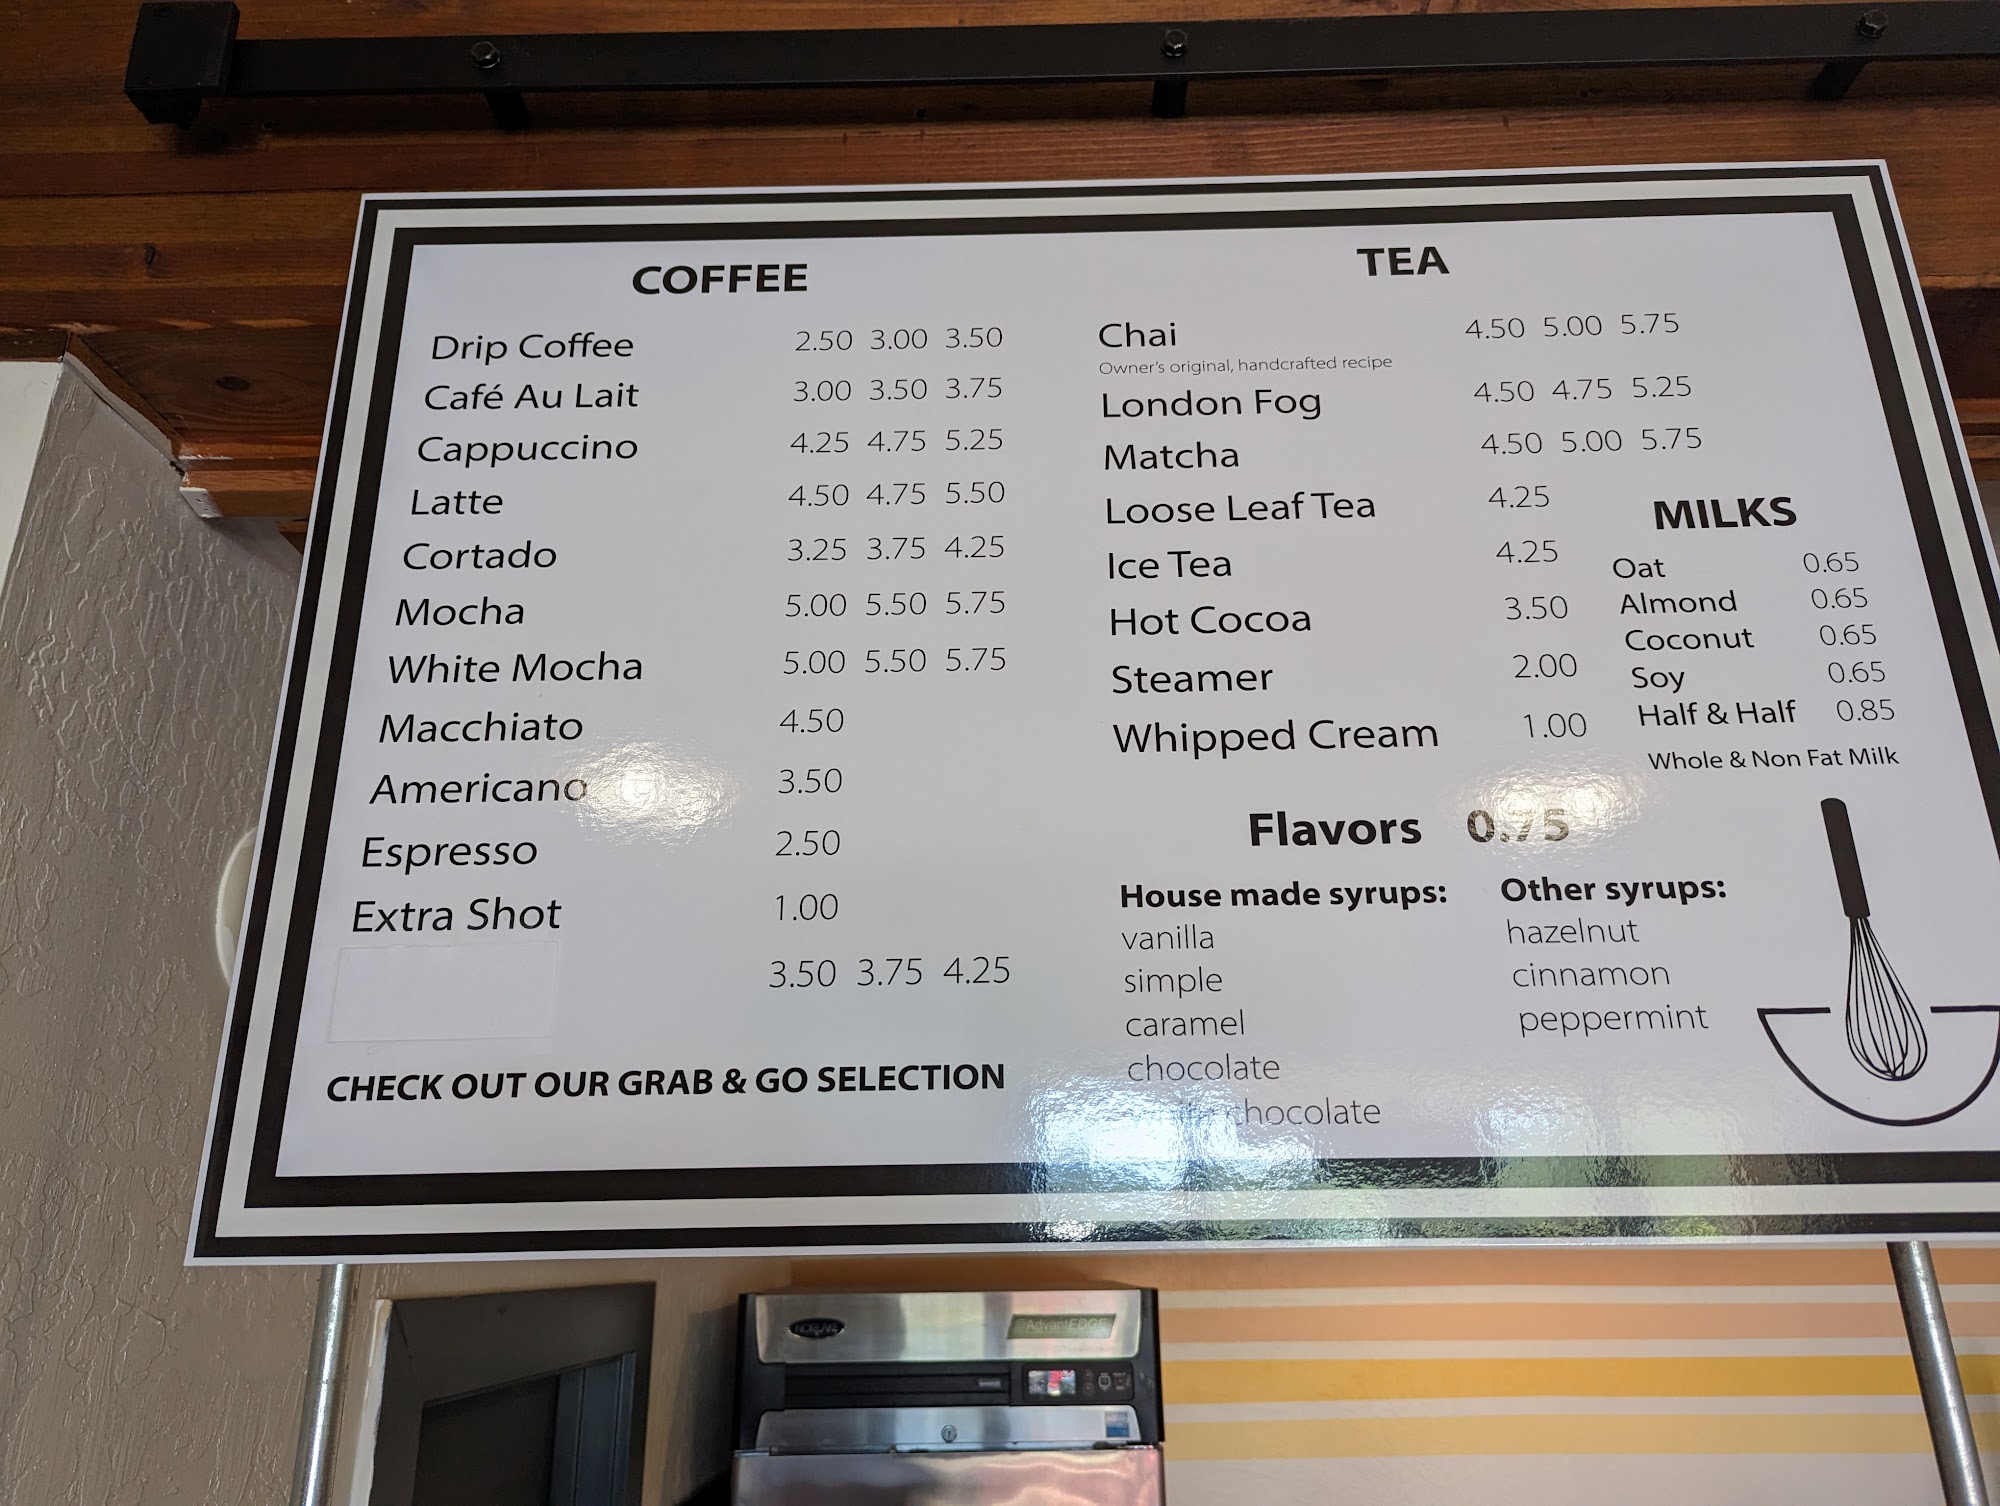 COFFEE
Drip Coffee 2.50 3.00 3.50
Café Au Lait 3.00 3.50 3.75
Cappuccino 4.25 4.75 5.25
Latte 4.50 4.75 5.50
Cortado 3.25 3.75 4.25
Mocha 5.00 5.50 5.75
White Mocha 5.00 5.50 5.75
Macchiato 4.50
Americano 3.50
Espresso 2.50
Extra Shot 1.00
3.50 3.75 4.25
CHECK OUT OUR GRAB & GO SELECTION
TEA
Chai 4.50 5.00 5.75
Owner's original, handcrafted recipe
London Fog 4.50 4.75 5.25
Matcha 4.50 5.00 5.75
Loose Leaf Tea 4.25
Ice Tea 4.25
Hot Cocoa 3.50
Steamer 2.00
Whipped Cream 1.00
MILKS
Oat 0.65
Almond 0.65
Coconut 0.65
Soy 0.65
Half & Half 0.85
Whole & Non Fat Milk
Flavors 0.75
House made syrups:
vanilla
simple
caramel
chocolate
chocolate
Other syrups:
hazelnut
cinnamon
peppermint
NORLAKE
AdvantEDGE